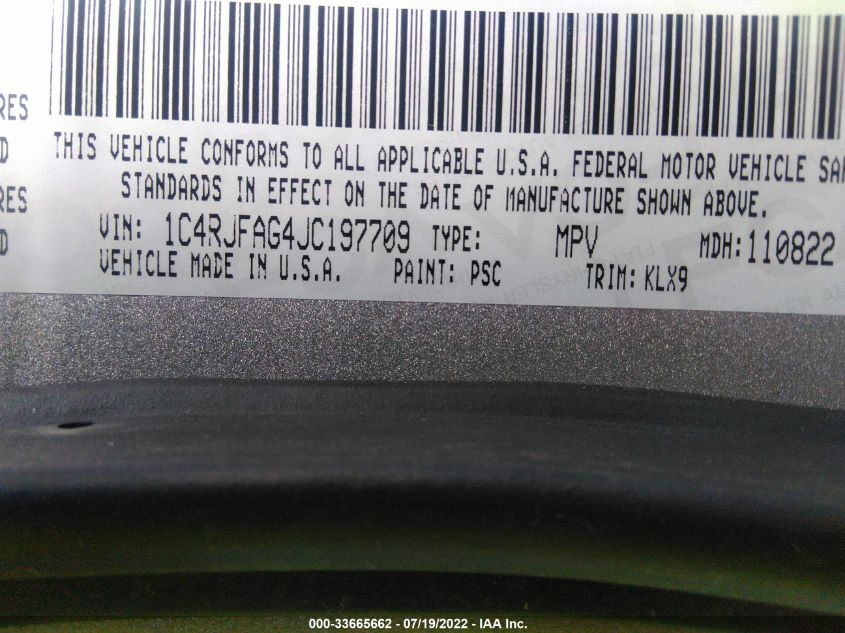 RES
D
RES
D
THIS VEHICLE CONFORMS TO ALL APPLICABLE U.S.A. FEDERAL MOTOR VEHICLE SA
STANDARDS IN EFFECT ON THE DATE OF MANUFACTURE SHOWN ABOVE.
VIN: 1C4RJFAG4JC197709 TYPE: MPV MDH: 110822
VEHICLE MADE IN U.S.A. PAINT: PSC TRIM: KLX9
000-33665662 - 07/19/2022 - IAA Inc.